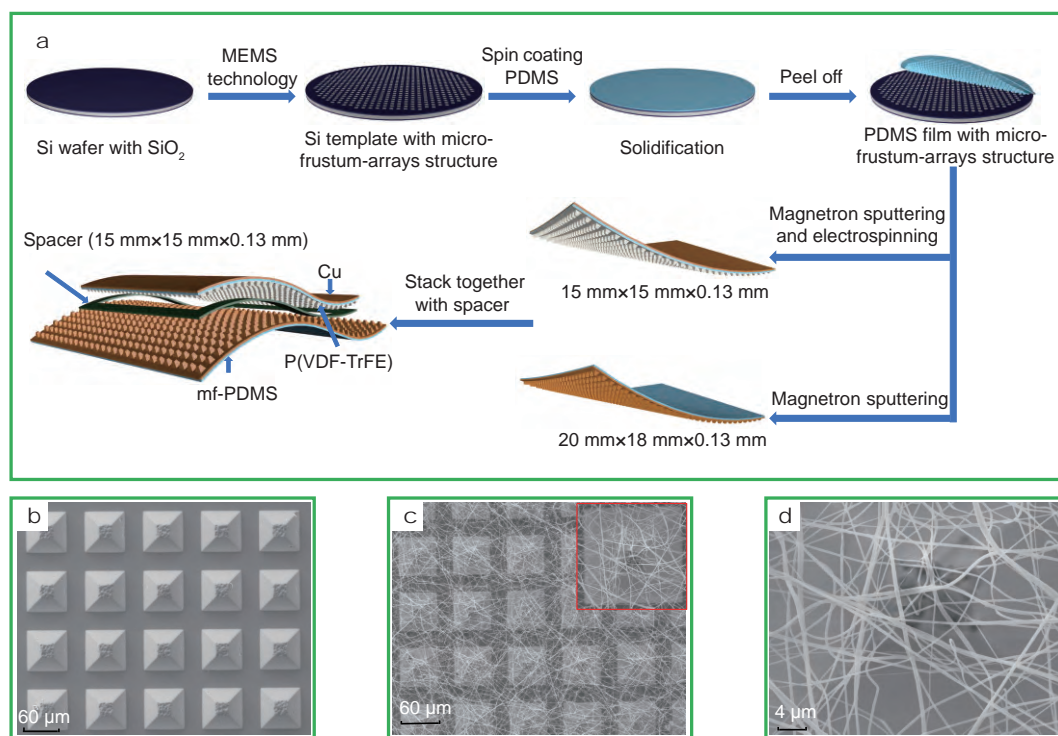 a
MEMS
technology
Spin coating
PDMS
Peel off
Si wafer with SiO₂
Si template with micro-
frustum-arrays structure
Solidification
PDMS film with micro-
frustum-arrays structure
Magnetron sputtering
and electrospinning
15 mm×15 mm×0.13 mm
Spacer (15 mm×15 mm×0.13 mm)
Cu
Stack together
with spacer
P(VDF-TrFE)
mf-PDMS
Magnetron sputtering
20 mm×18 mm×0.13 mm
b
60 μm
c
60 μm
d
4 μm